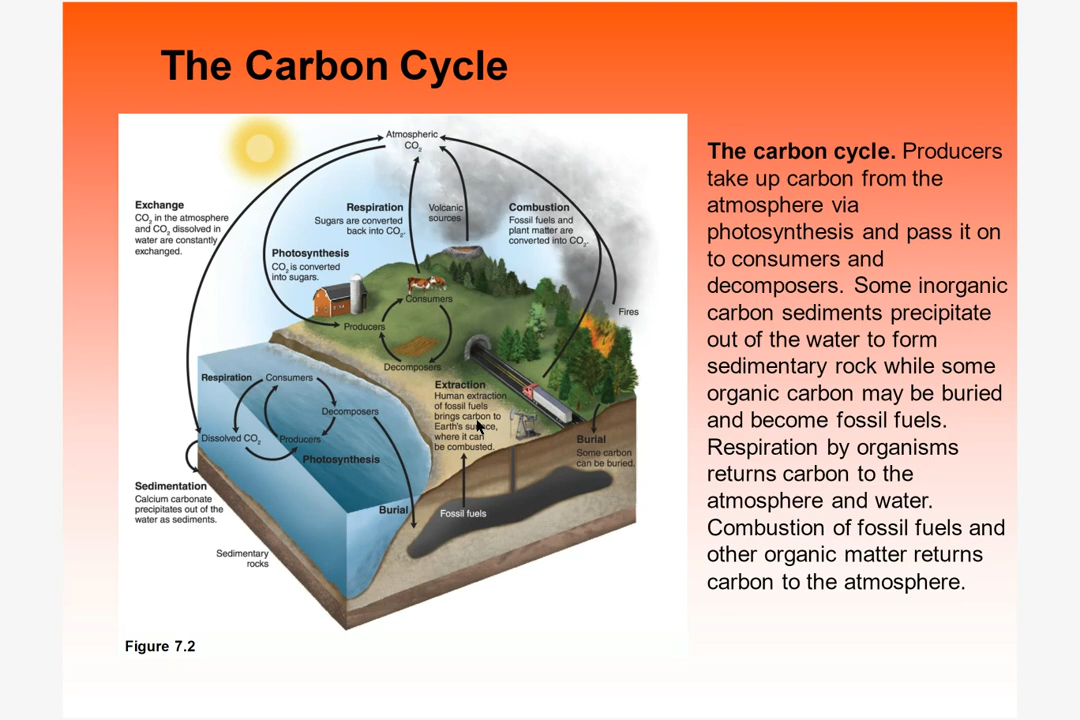 The Carbon Cycle
Atmospheric
CO₂
Exchange
CO₂ in the atmosphere
and CO₂ dissolved in
water are constantly
exchanged.
Respiration
Sugars are converted
back into CO₂.
Volcanic
sources
Combustion
Fossil fuels and
plant matter are
converted into CO₂.
Photosynthesis
CO₂ is converted
into sugars.
Consumers
Fires
Producers
Decomposers
Respiration
Consumers
Decomposers
Dissolved CO₂
Producers
Photosynthesis
Extraction
Human extraction
of fossil fuels
brings carbon to
Earth's surface,
where it can
be combusted.
Burial
Some carbon
can be buried.
Sedimentation
Calcium carbonate
precipitates out of the
water as sediments.
Burial
Fossil fuels
Sedimentary
rocks
Figure 7.2
The carbon cycle. Producers
take up carbon from the
atmosphere via
photosynthesis and pass it on
to consumers and
decomposers. Some inorganic
carbon sediments precipitate
out of the water to form
sedimentary rock while some
organic carbon may be buried
and become fossil fuels.
Respiration by organisms
returns carbon to the
atmosphere and water.
Combustion of fossil fuels and
other organic matter returns
carbon to the atmosphere.